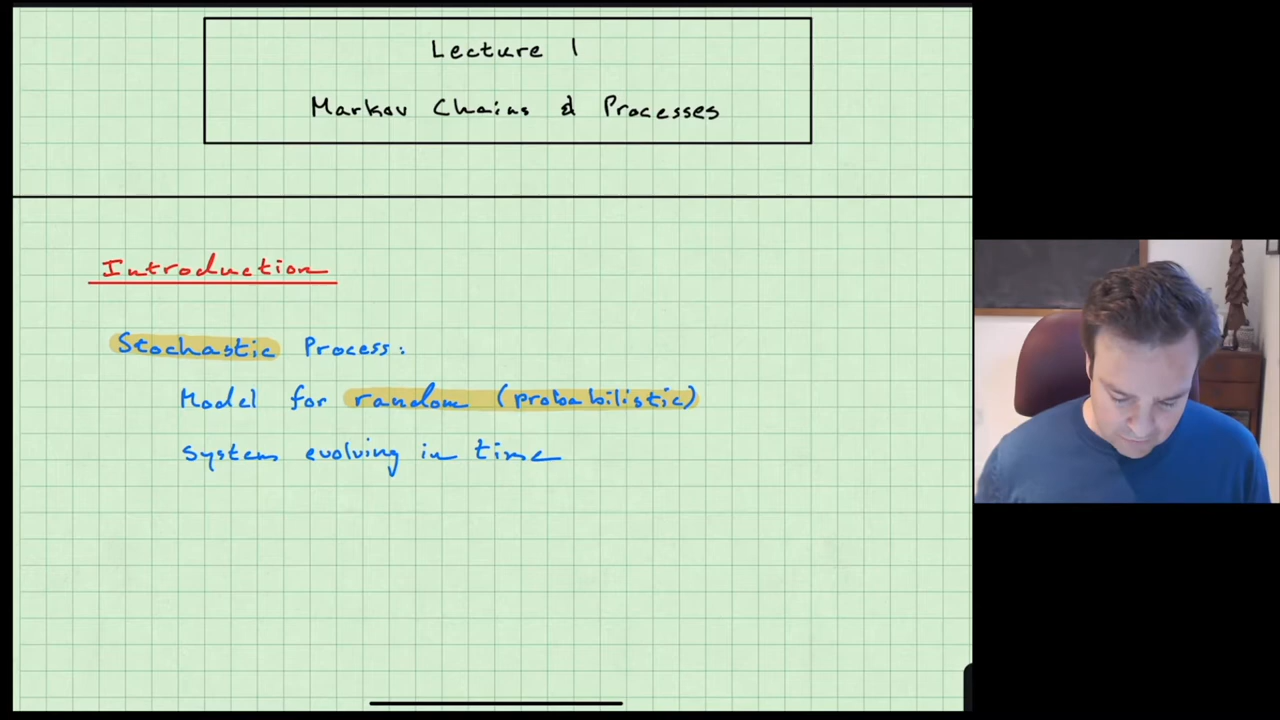 Lecture 1
Markov Chains & Processes
Introduction
Stochastic Process:
Model for random (probabilistic)
system evolving in time